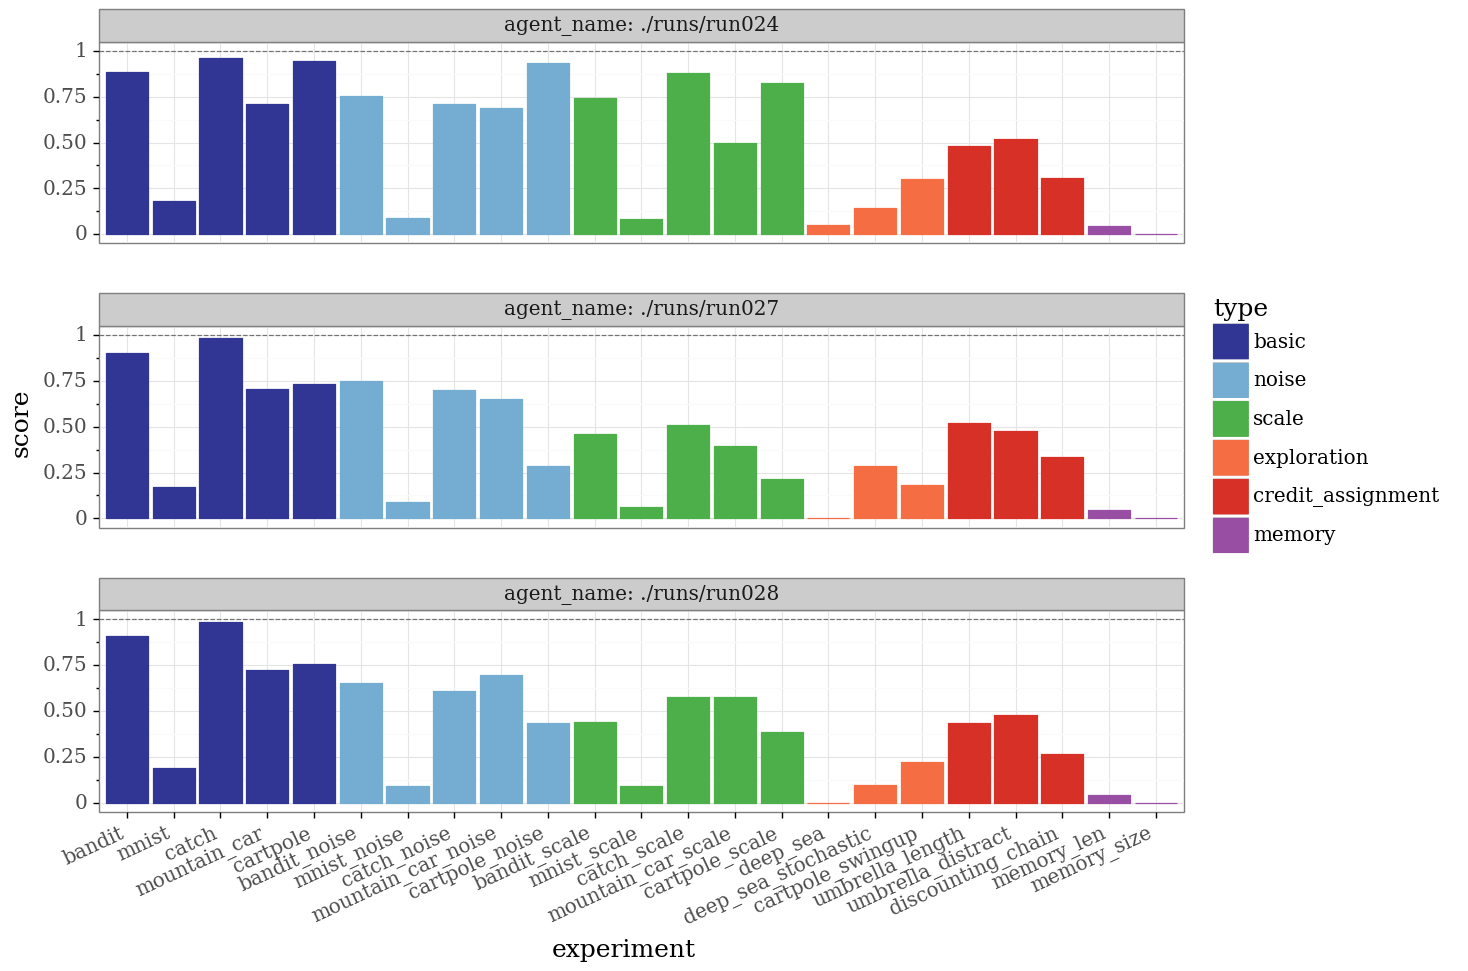 agent_name: ./runs/run024
1
0.75
0.50
0.25
0
agent_name: ./runs/run027
1
0.75
0.50
0.25
0
agent_name: ./runs/run028
1
0.75
0.50
0.25
0
score
bandit
mnist
catch
mountain_car
cartpole
bandit_noise
mnist_noise
catch_noise
mountain_car_noise
cartpole_noise
bandit_scale
mnist_scale
catch_scale
mountain_car_scale
cartpole_scale
deep_sea
deep_sea_stochastic
cartpole_swingup
umbrella_length
umbrella_distract
discounting_chain
memory_len
memory_size
experiment
type
basic
noise
scale
exploration
credit_assignment
memory